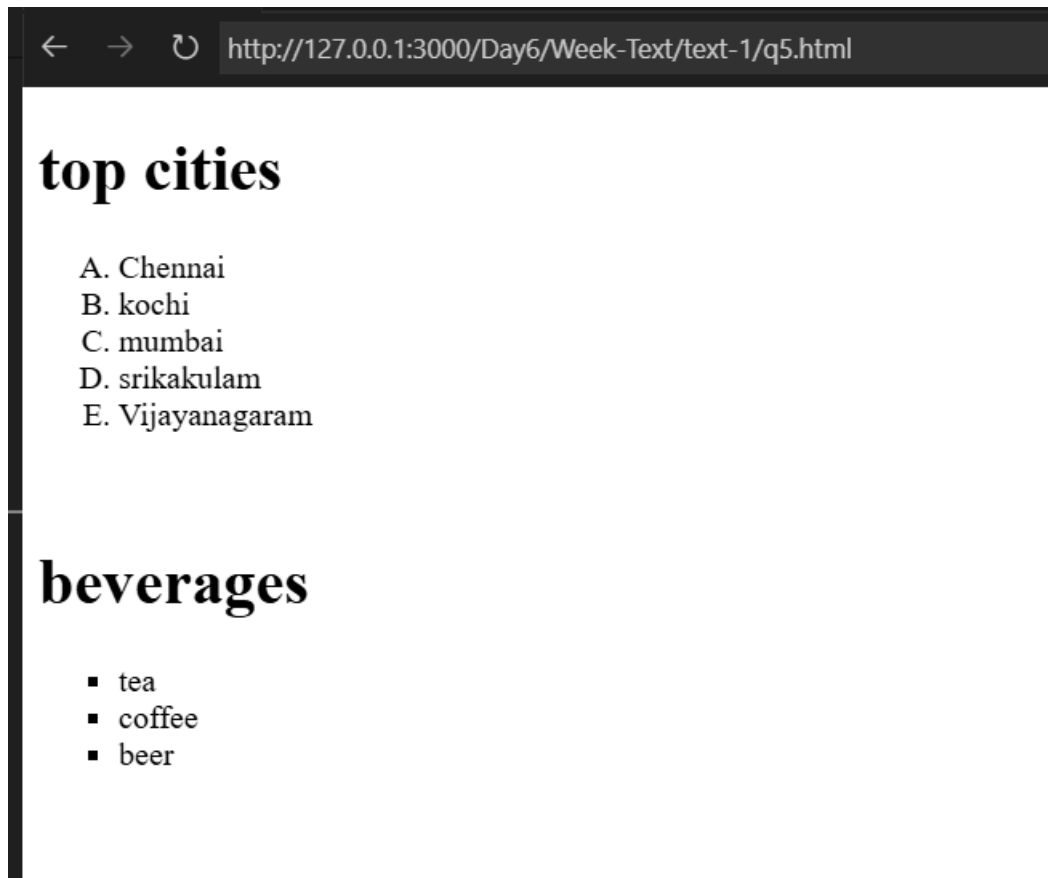 http://127.0.0.1:3000/Day6/Week-Text/text-1/q5.html
top cities
A. Chennai
B. kochi
C. mumbai
D. srikakulam
E. Vijayanagaram
beverages
▪ tea
▪ coffee
▪ beer